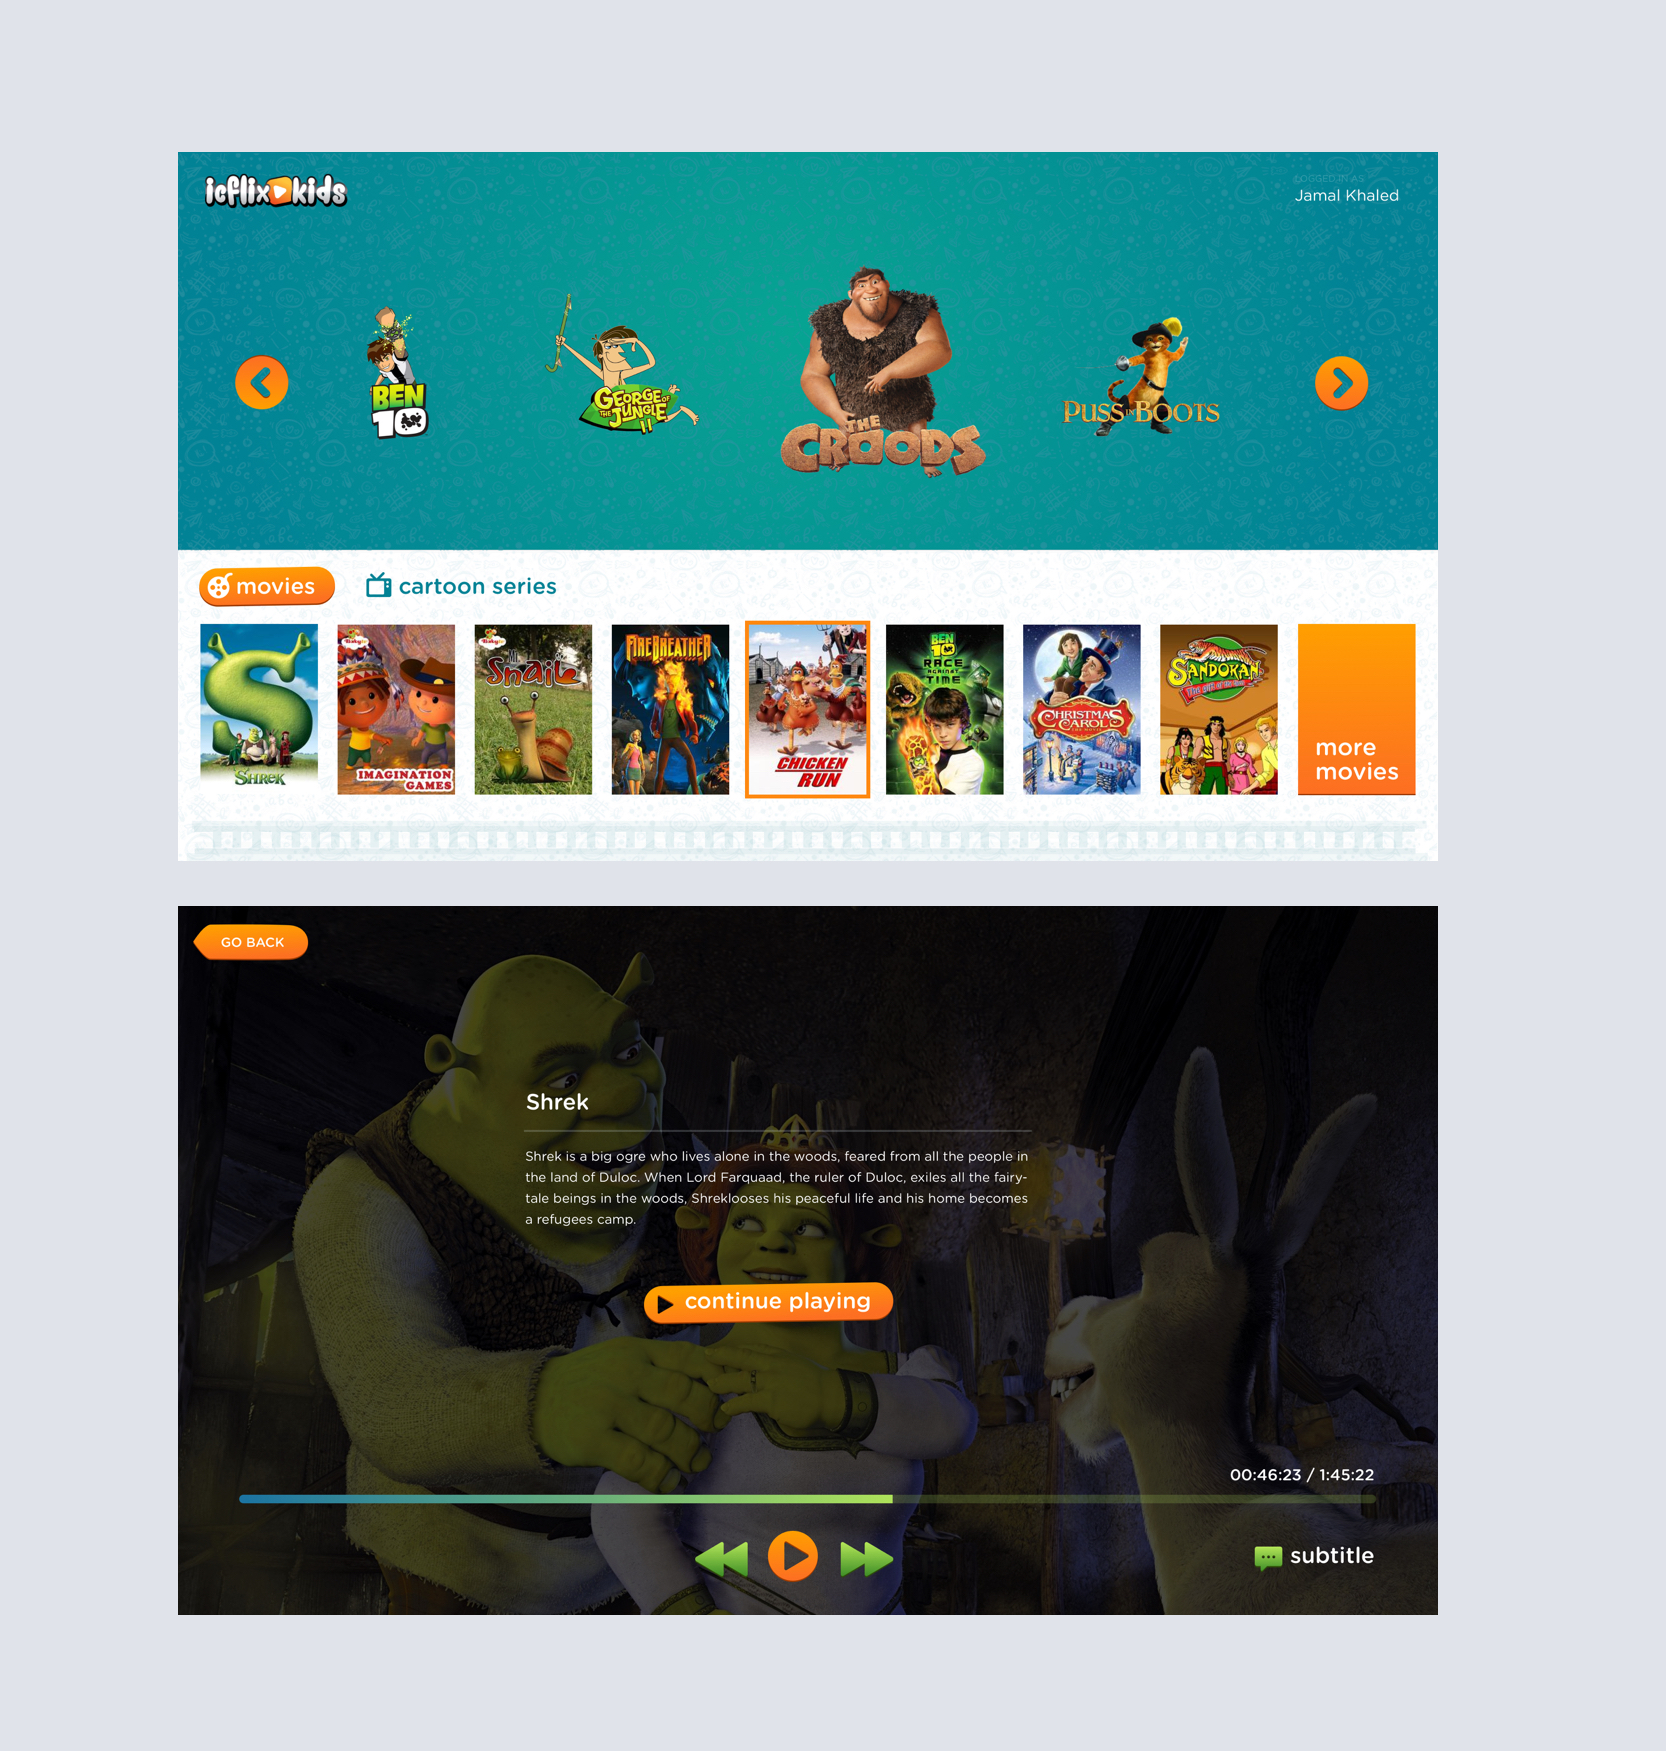 icflix kids
LOGGED IN AS
Jamal Khaled
BEN
10
GEORGE OF
THE JUNGLE
THE
CROODS
PUSS IN BOOTS
movies
cartoon series
SHREK
BabyTV
IMAGINATION
GAMES
BabyTV
Mr.
Snail
FIREBREATHER
CHICKEN
RUN
BEN
10
RACE
AGAINST
TIME
CHRISTMAS
CAROL
THE MOVIE
SANDOKAN
more
movies
GO BACK
Shrek
Shrek is a big ogre who lives alone in the woods, feared from all the people in
the land of Duloc. When Lord Farquaad, the ruler of Duloc, exiles all the fairy-
tale beings in the woods, Shreklooses his peaceful life and his home becomes
a refugees camp.
continue playing
00:46:23 / 1:45:22
subtitle